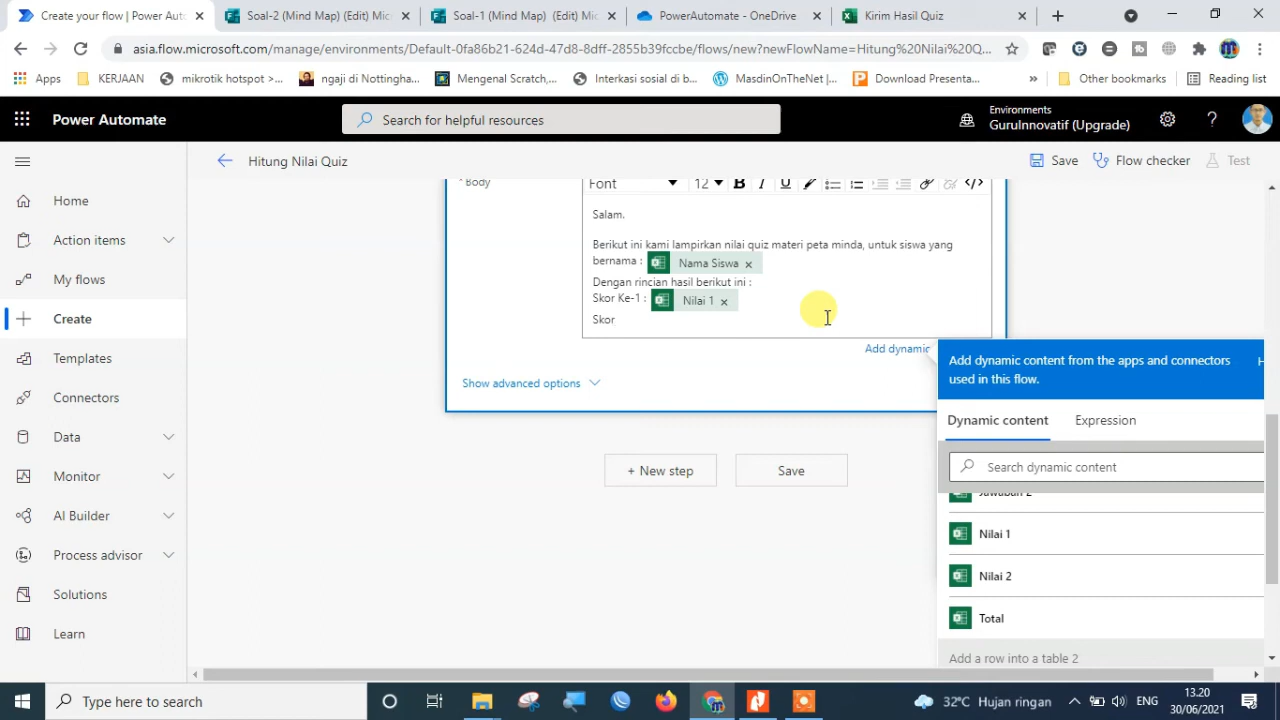 Create your flow | Power Aut
Soal-2 (Mind Map) (Edit) Mic
Soal-1 (Mind Map) (Edit) Mic
PowerAutomate - OneDrive
Kirim Hasil Quiz
asia.flow.microsoft.com/manage/environments/Default-0fa86b21-624d-47d8-8dff-2855b39fccbe/flows/new?newFlowName=Hitung%20Nilai%20Q...
Apps
KERJAAN
mikrotik hotspot >...
ngaji di Nottingha...
Mengenal Scratch,...
Interkasi sosial di b...
MasdinOnTheNet |...
Download Presenta...
»
Other bookmarks
Reading list
Power Automate
Search for helpful resources
Environments
GuruInnovatif (Upgrade)
Hitung Nilai Quiz
Save
Flow checker
Test
Home
Action items
My flows
Create
Templates
Connectors
Data
Monitor
AI Builder
Process advisor
Solutions
Learn
* Body
Font
12
B
I
U
</>
Salam.
Berikut ini kami lampirkan nilai quiz materi peta minda, untuk siswa yang
bernama : Nama Siswa ×
Dengan rincian hasil berikut ini :
Skor Ke-1 : Nilai 1 ×
Skor
Add dynamic
Show advanced options
+ New step
Save
Add dynamic content from the apps and connectors
used in this flow.
Dynamic content
Expression
Search dynamic content
Jawaban 2
Nilai 1
Nilai 2
Total
Add a row into a table 2
Type here to search
32°C Hujan ringan
ENG
13.20
30/06/2021